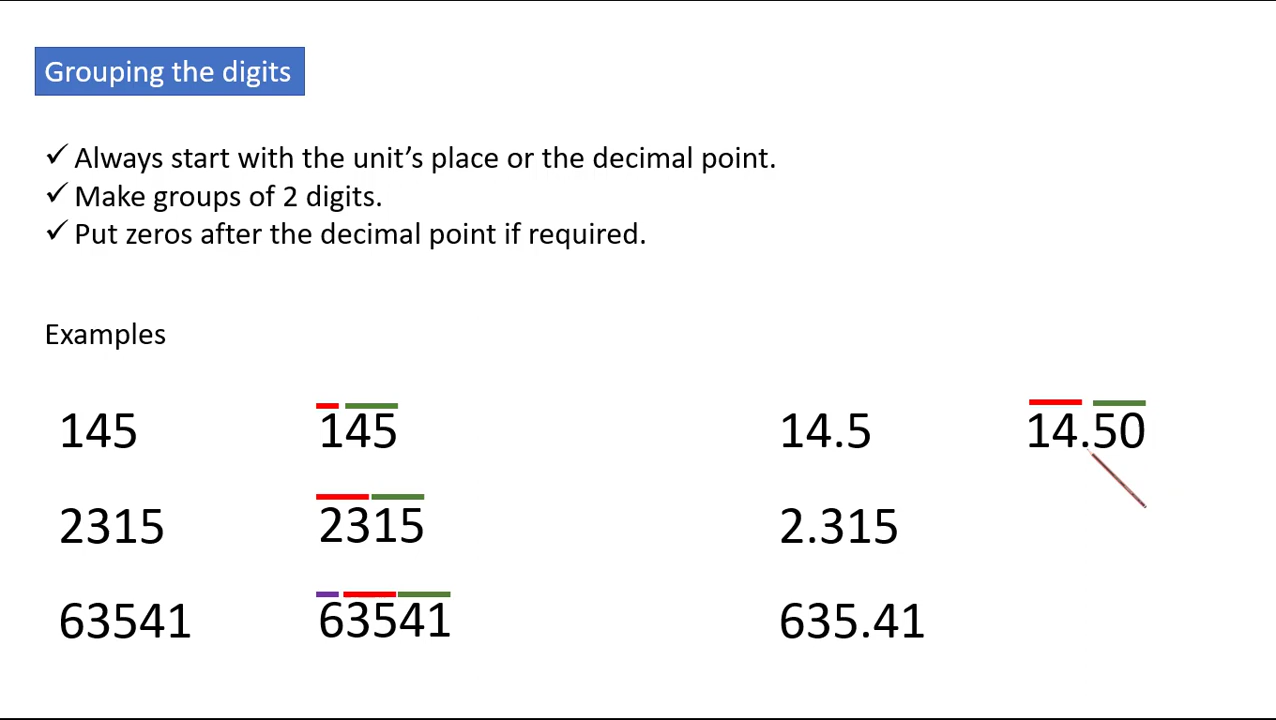 Grouping the digits
✓ Always start with the unit's place or the decimal point.
✓ Make groups of 2 digits.
✓ Put zeros after the decimal point if required.
Examples
145 145 14.5 14.50
2315 2315 2.315
63541 63541 635.41